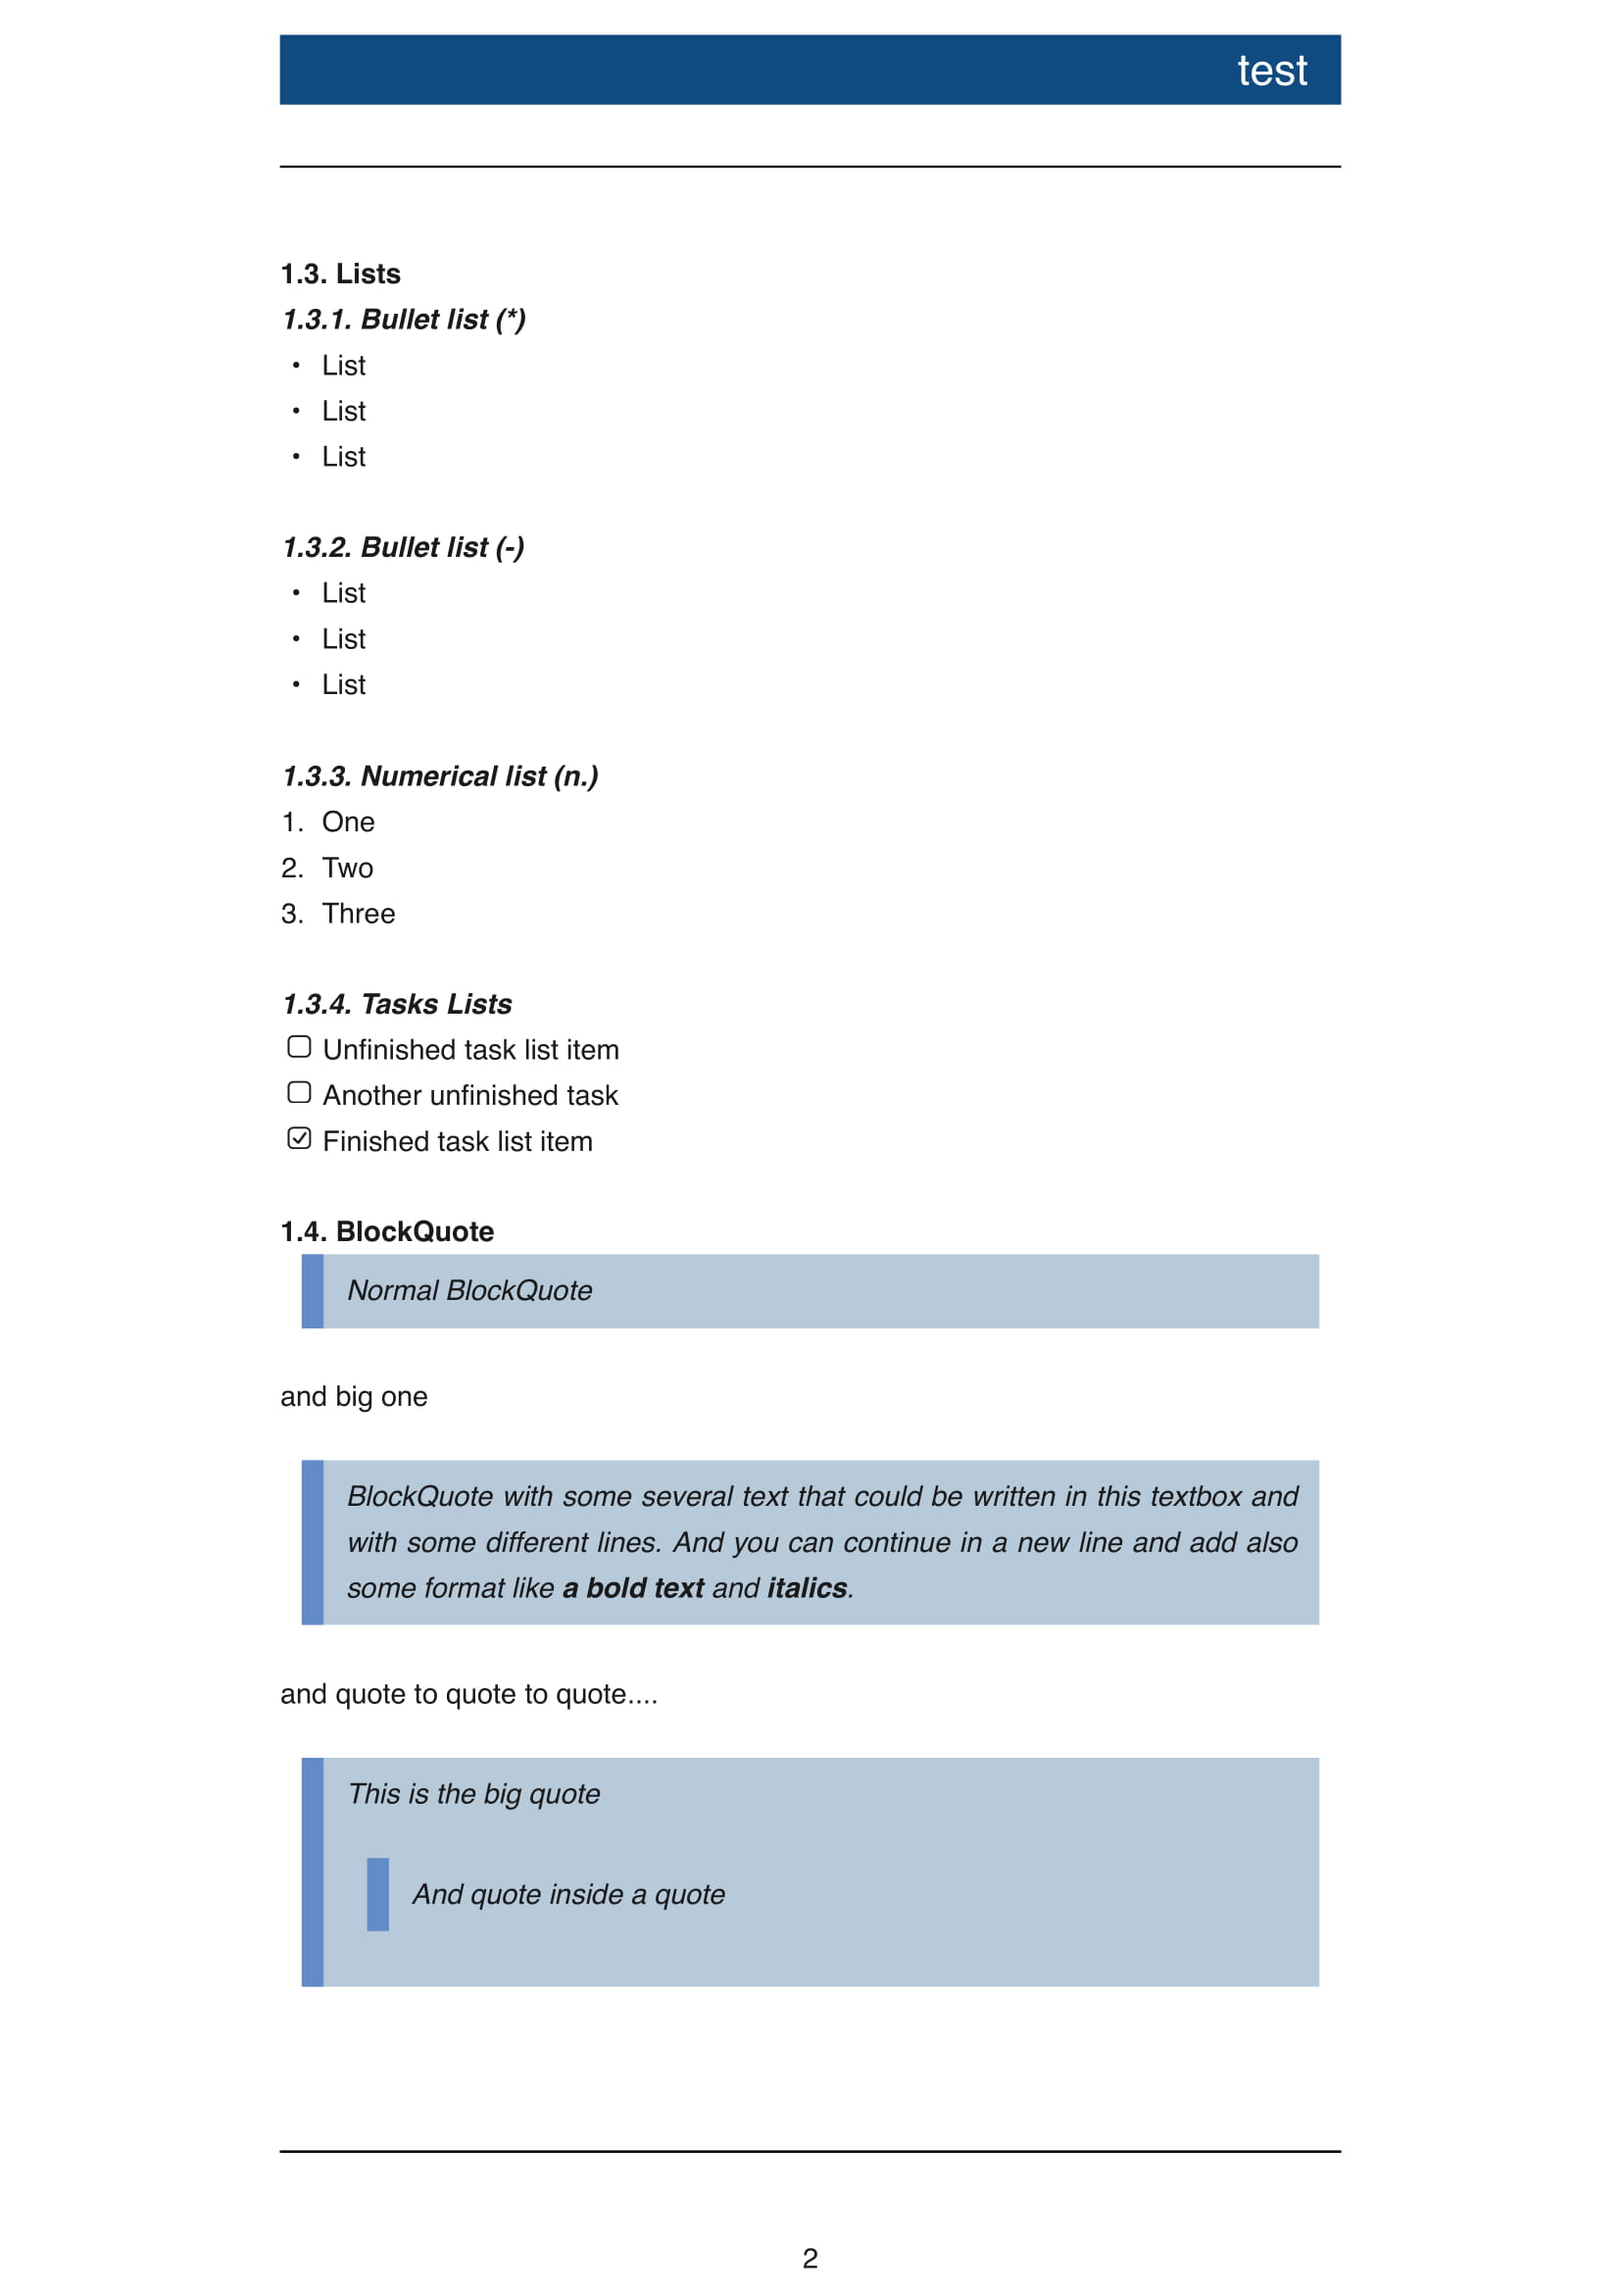 test
1.3. Lists
1.3.1. Bullet list (*)
• List
• List
• List
1.3.2. Bullet list (-)
• List
• List
• List
1.3.3. Numerical list (n.)
1. One
2. Two
3. Three
1.3.4. Tasks Lists
☐ Unfinished task list item
☐ Another unfinished task
☑ Finished task list item
1.4. BlockQuote
Normal BlockQuote
and big one
BlockQuote with some several text that could be written in this textbox and
with some different lines. And you can continue in a new line and add also
some format like a bold text and italics.
and quote to quote to quote....
This is the big quote
And quote inside a quote
2